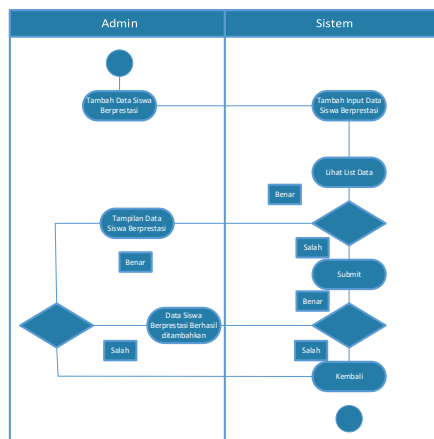 Admin
Sistem
Tambah Data Siswa
Berprestasi
Tambah Input Data
Siswa Berprestasi
Lihat List Data
Benar
Tampilan Data
Siswa Berprestasi
Salah
Benar
Submit
Benar
Data Siswa
Berprestasi Berhasil
ditambahkan
Salah
Salah
Kembali